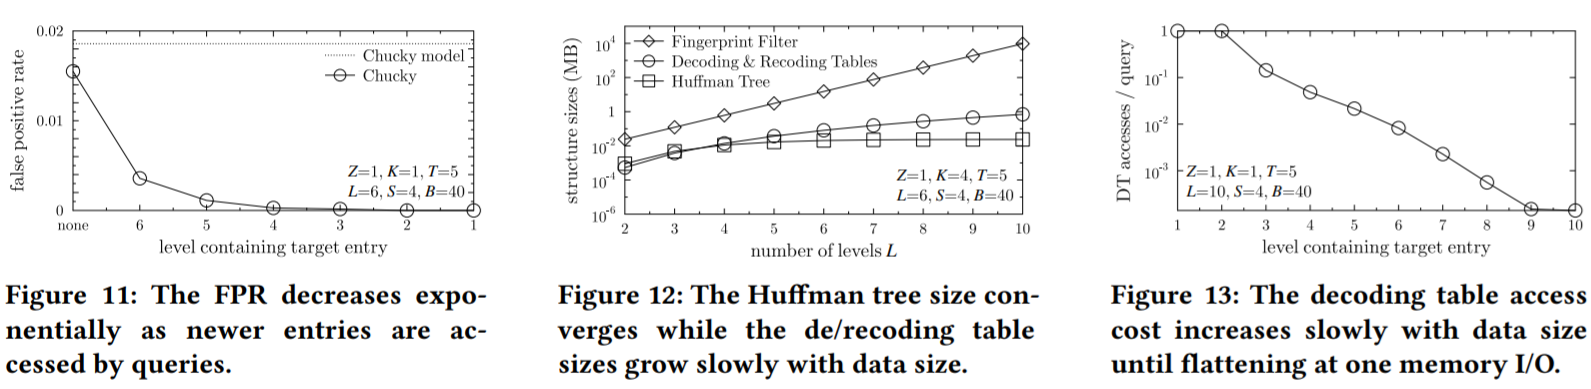 0.02
0.01
0
false positive rate
Chucky model
Chucky
Z=1, K=1, T=5
L=6, S=4, B=40
none 6 5 4 3 2 1
level containing target entry
Figure 11: The FPR decreases expo-
nentially as newer entries are ac-
cessed by queries.
structure sizes (MB)
10^4
10^2
1
10^-2
10^-4
10^-6
Fingerprint Filter
Decoding & Recoding Tables
Huffman Tree
Z=1, K=4, T=5
L=6, S=4, B=40
2 3 4 5 6 7 8 9 10
number of levels L
Figure 12: The Huffman tree size con-
verges while the de/recoding table
sizes grow slowly with data size.
DT accesses / query
1
10^-1
10^-2
10^-3
Z=1, K=1, T=5
L=10, S=4, B=40
1 2 3 4 5 6 7 8 9 10
level containing target entry
Figure 13: The decoding table access
cost increases slowly with data size
until flattening at one memory I/O.